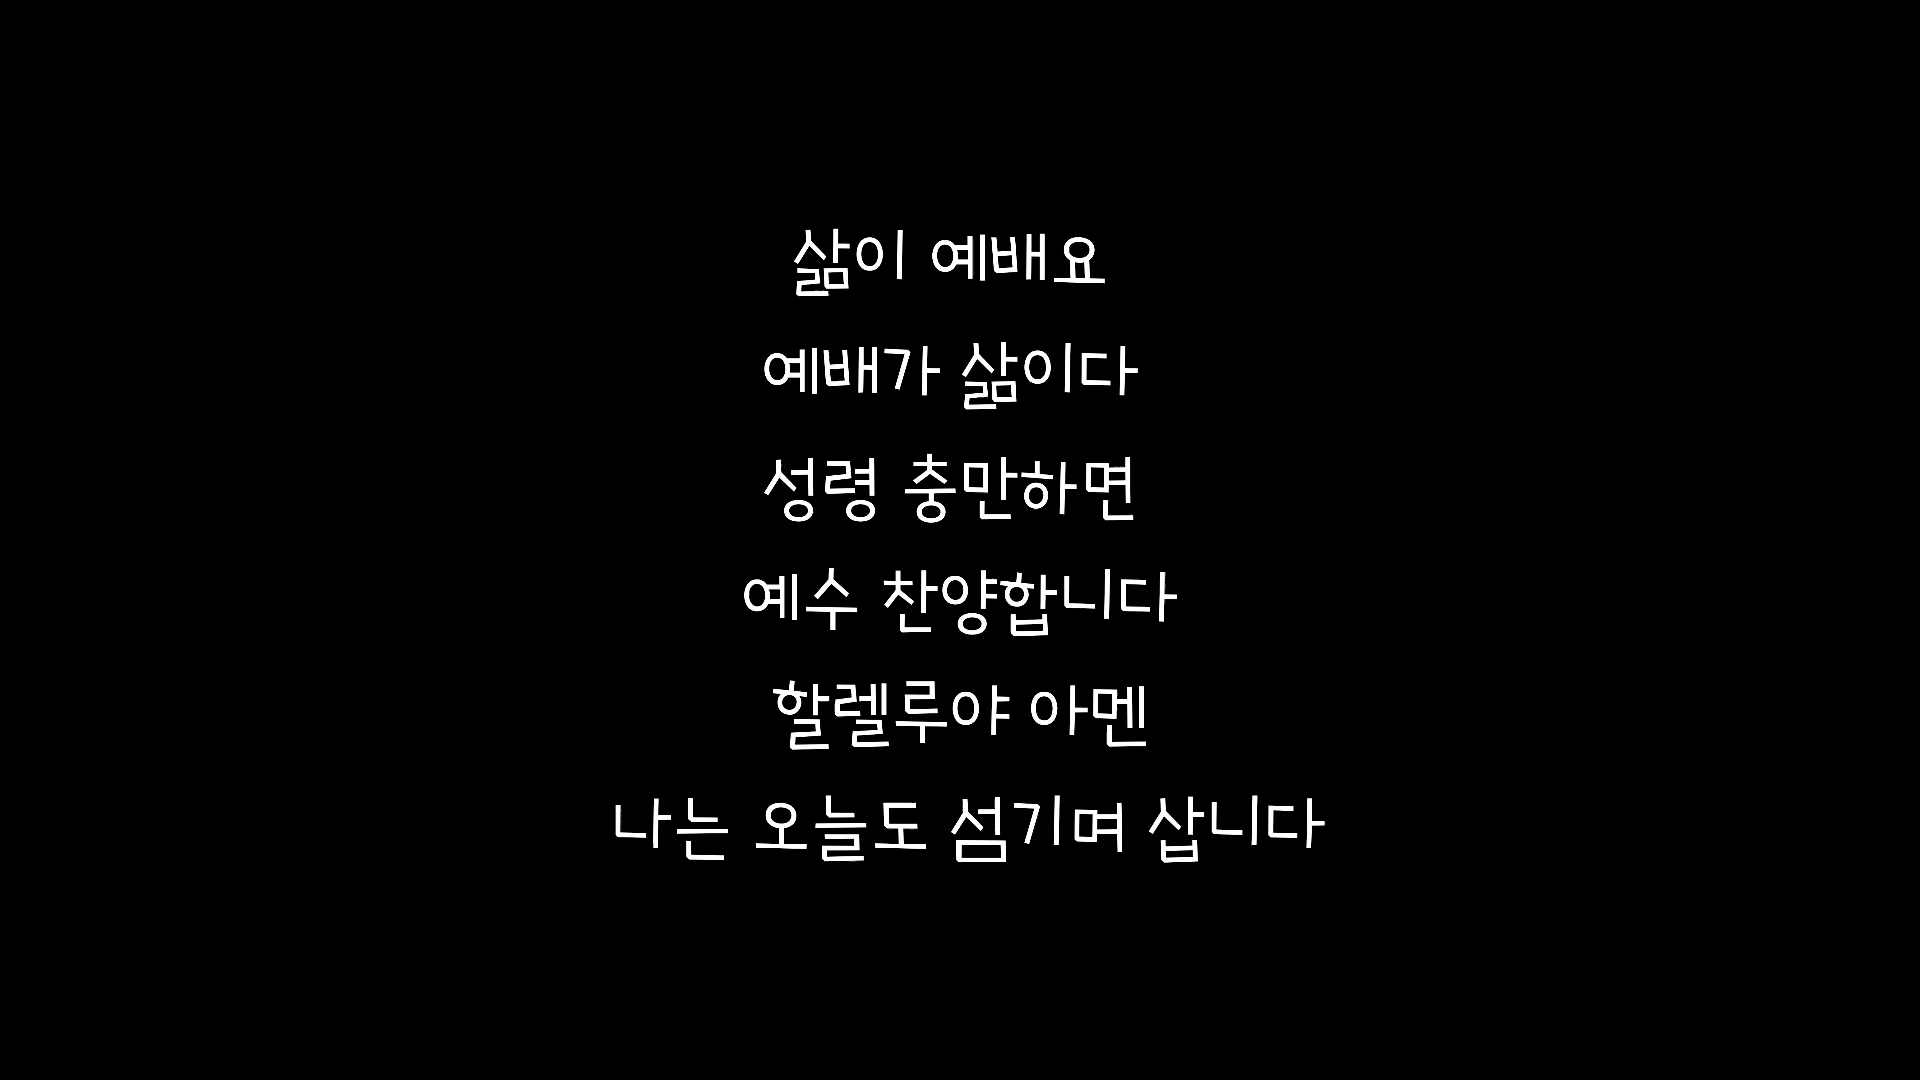 삶이 예배요
예배가 삶이다
성령 충만하면
예수 찬양합니다
할렐루야 아멘
나는 오늘도 섬기며 삽니다